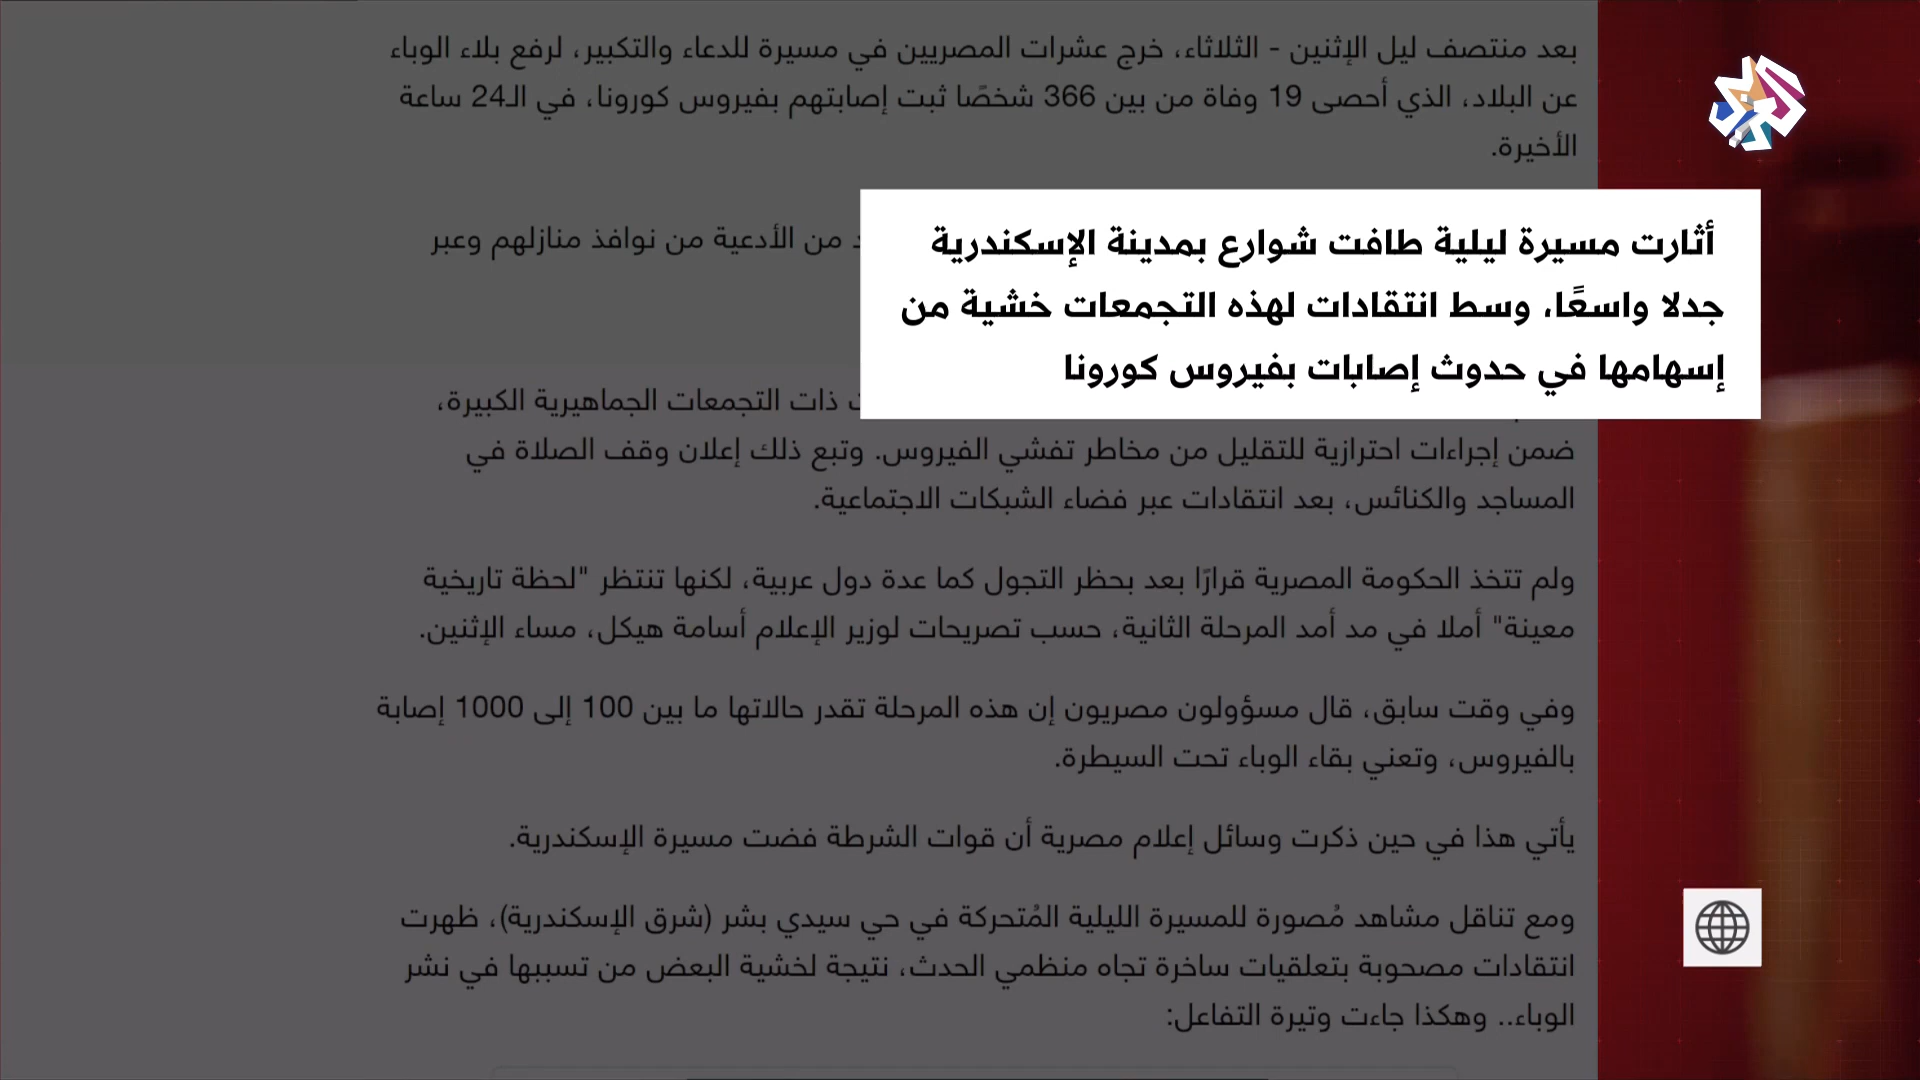 بعد منتصف ليل الإثنين - الثلاثاء، خرج عشرات المصريين في مسيرة للدعاء والتكبير، لرفع بلاء الوباء
عن البلاد، الذي أحصى 19 وفاة من بين 366 شخصًا ثبت إصابتهم بفيروس كورونا، في الـ24 ساعة
الأخيرة.
من الأدعية من نوافذ منازلهم وعبر
أثارت مسيرة ليلية طافت شوارع بمدينة الإسكندرية
جدلا واسعًا، وسط انتقادات لهذه التجمعات خشية من
إسهامها في حدوث إصابات بفيروس كورونا
ذات التجمعات الجماهيرية الكبيرة،
ضمن إجراءات احترازية للتقليل من مخاطر تفشي الفيروس. وتبع ذلك إعلان وقف الصلاة في
المساجد والكنائس، بعد انتقادات عبر فضاء الشبكات الاجتماعية.
ولم تتخذ الحكومة المصرية قرارًا بعد بحظر التجول كما عدة دول عربية، لكنها تنتظر "لحظة تاريخية
معينة" أملا في مد أمد المرحلة الثانية، حسب تصريحات لوزير الإعلام أسامة هيكل، مساء الإثنين.
وفي وقت سابق، قال مسؤولون مصريون إن هذه المرحلة تقدر حالاتها ما بين 100 إلى 1000 إصابة
بالفيروس، وتعني بقاء الوباء تحت السيطرة.
يأتي هذا في حين ذكرت وسائل إعلام مصرية أن قوات الشرطة فضت مسيرة الإسكندرية.
ومع تناقل مشاهد مُصورة للمسيرة الليلية المُتحركة في حي سيدي بشر (شرق الإسكندرية)، ظهرت
انتقادات مصحوبة بتعلقيات ساخرة تجاه منظمي الحدث، نتيجة لخشية البعض من تسببها في نشر
الوباء.. وهكذا جاءت وتيرة التفاعل: